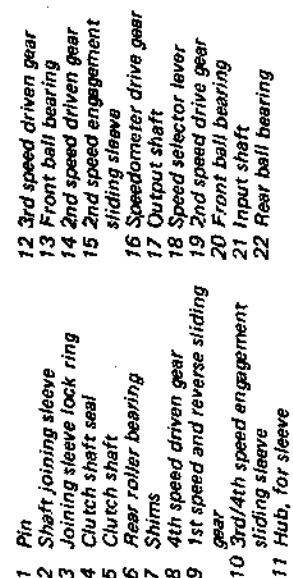 1 Pin
2 Shaft joining sleeve
3 Joining sleeve lock ring
4 Clutch shaft seal
5 Clutch shaft
6 Rear roller bearing
7 Shims
8 4th speed driven gear
9 1st speed and reverse sliding
gear
10 3rd/4th speed engagement
sliding sleeve
11 Hub, for sleeve
12 3rd speed driven gear
13 Front ball bearing
14 2nd speed driven gear
15 2nd speed engagement
sliding sleeve
16 Speedometer drive gear
17 Output shaft
18 Speed selector lever
19 2nd speed drive gear
20 Front ball bearing
21 Input shaft
22 Rear ball bearing